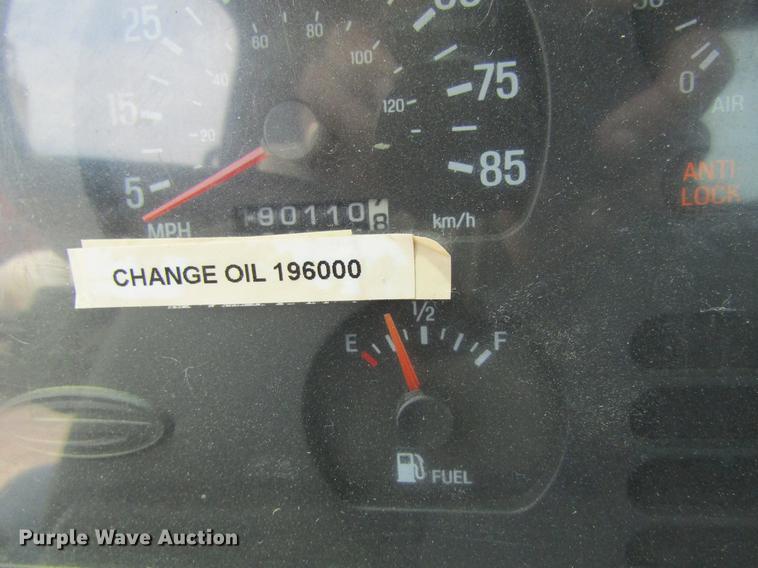 25
60
80
100
40
75
0
15
120
AIR
20
85
ANTI
LOCK
5
90110
km/h
MPH
CHANGE OIL 196000
1/2
E
F
FUEL
Purple Wave Auction